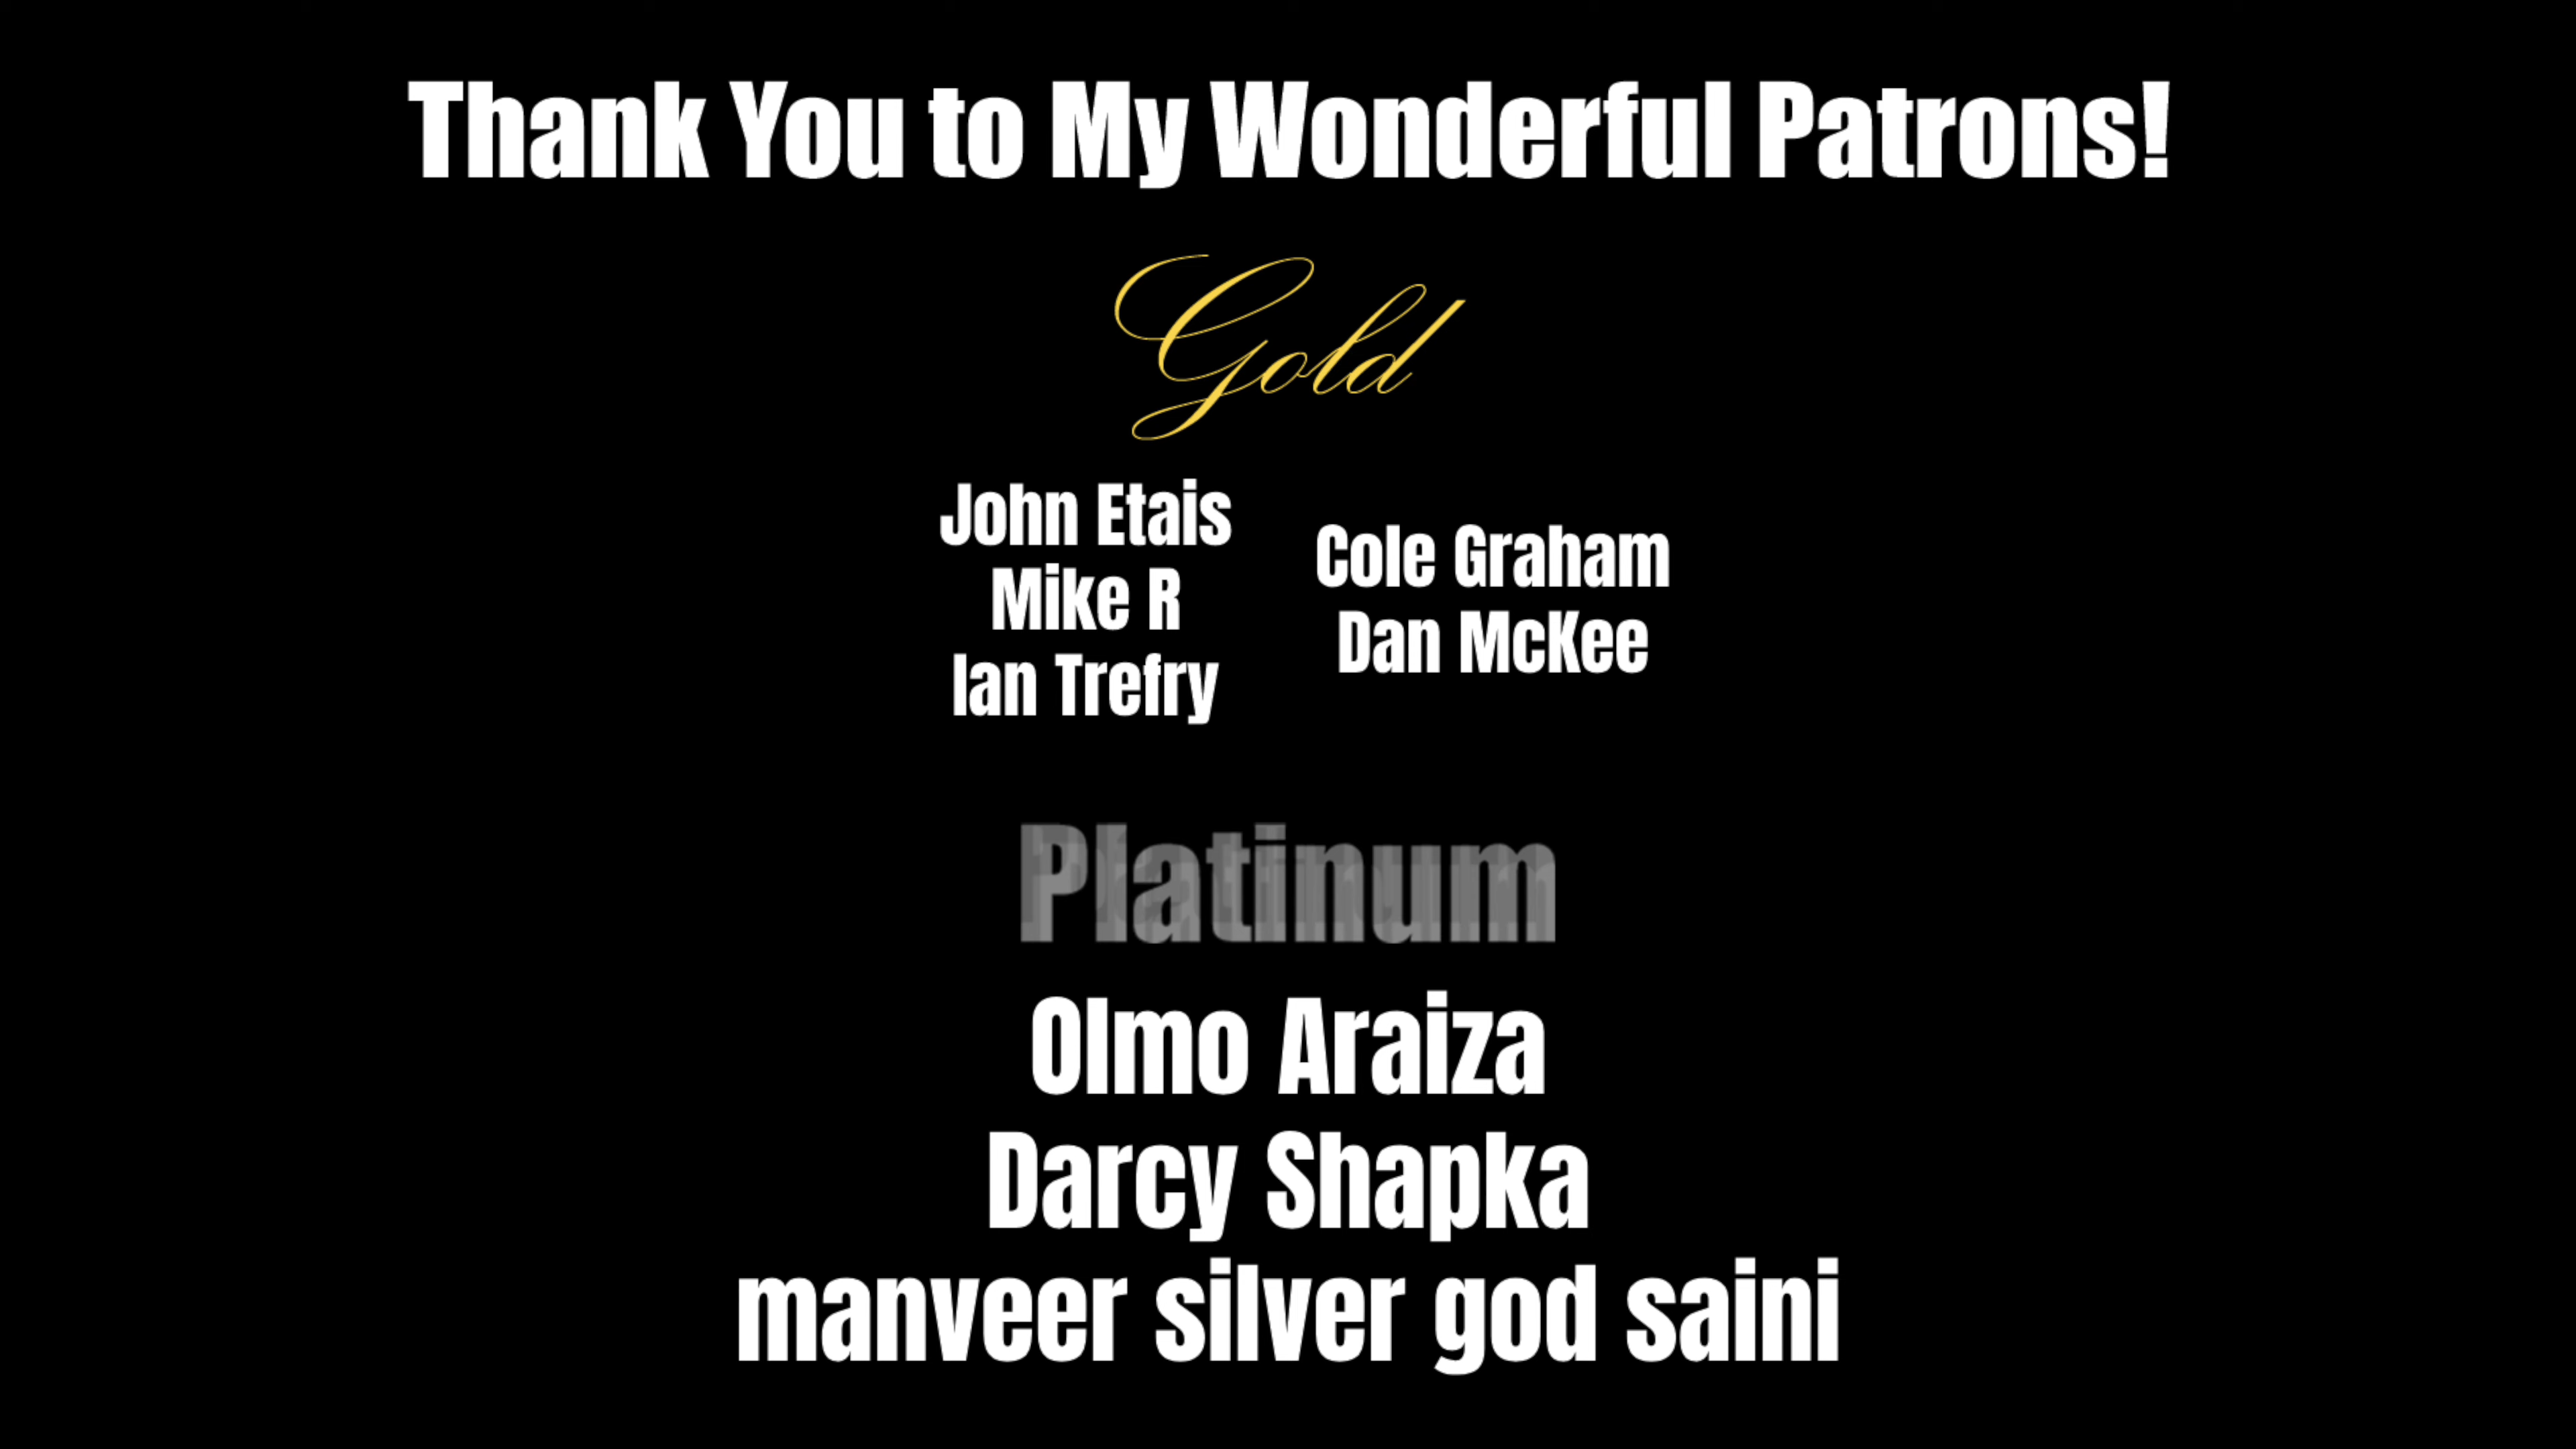 Thank You to My Wonderful Patrons!
Gold
John Etais
Mike R
Ian Trefry
Cole Graham
Dan McKee
Platinum
Olmo Araiza
Darcy Shapka
manveer silver god saini